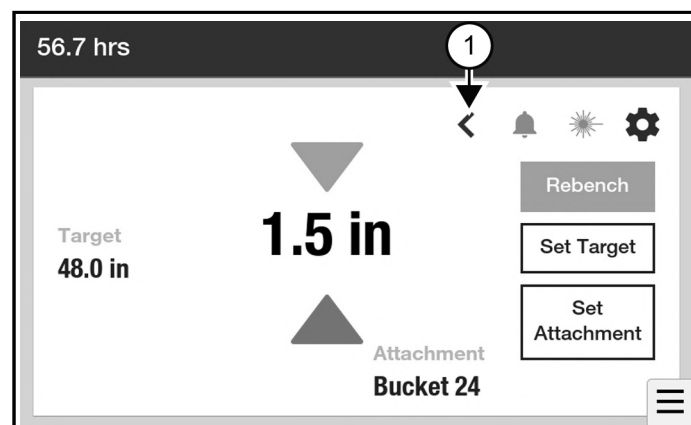 56.7 hrs
1
Rebench
Target
48.0 in
1.5 in
Set Target
Set
Attachment
Attachment
Bucket 24